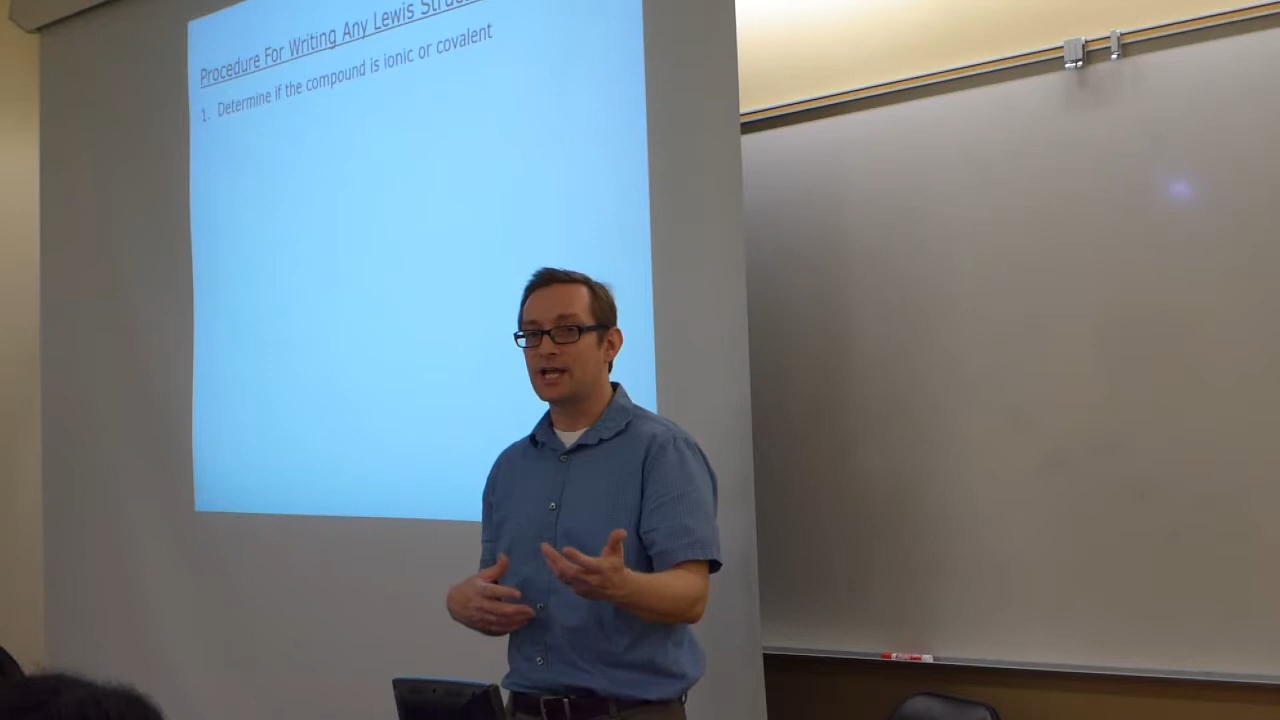 Procedure For Writing Any Lewis
1. Determine if the compound is ionic or covalent